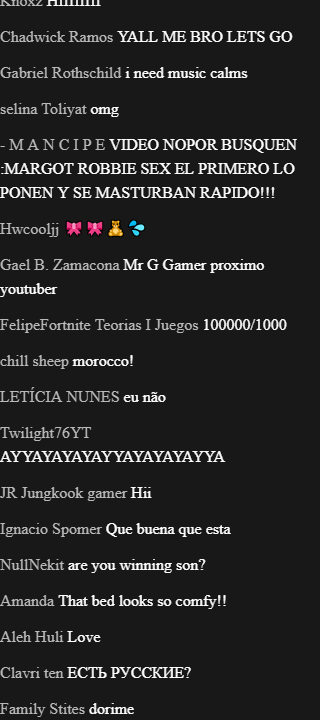 Knoxz Hiiiiiiii
Chadwick Ramos YALL ME BRO LETS GO
Gabriel Rothschild i need music calms
selina Toliyat omg
- M A N C I P E VIDEO NOPOR BUSQUEN
:MARGOT ROBBIE SEX EL PRIMERO LO
PONEN Y SE MASTURBAN RAPIDO!!!
Hwcooljj 🎀🎀🧸💦
Gael B. Zamacona Mr G Gamer proximo
youtuber
FelipeFortnite Teorias I Juegos 100000/1000
chill sheep morocco!
LETÍCIA NUNES eu não
Twilight76YT
AYYAYAYAYAYYAYAYAYAYYA
JR Jungkook gamer Hii
Ignacio Spomer Que buena que esta
NullNekit are you winning son?
Amanda That bed looks so comfy!!
Aleh Huli Love
Clavri ten ЕСТЬ РУССКИЕ?
Family Stites dorime